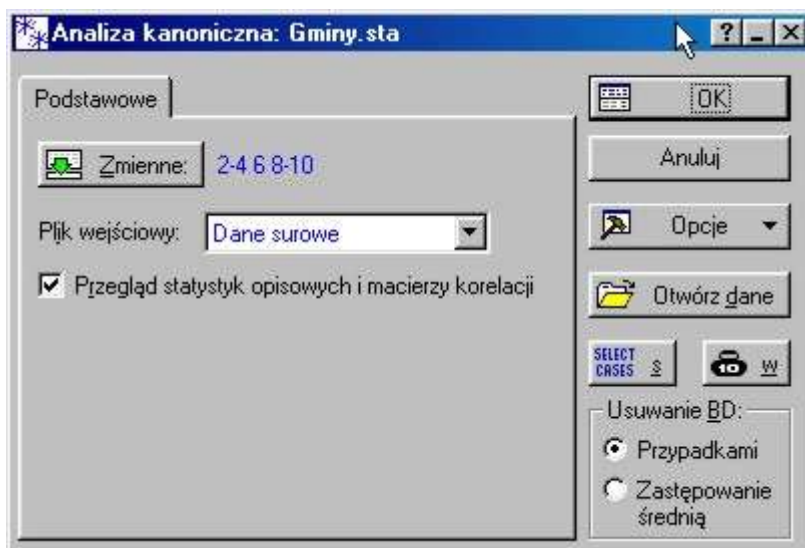 Analiza kanoniczna: Gminy.sta
Podstawowe
Zmienne: 2-4 6 8-10
Plik wejściowy: Dane surowe
Przegląd statystyk opisowych i macierzy korelacji
OK
Anuluj
Opcje
Otwórz dane
SELECT CASES S
W
Usuwanie BD:
Przypadkami
Zastępowanie
średnią